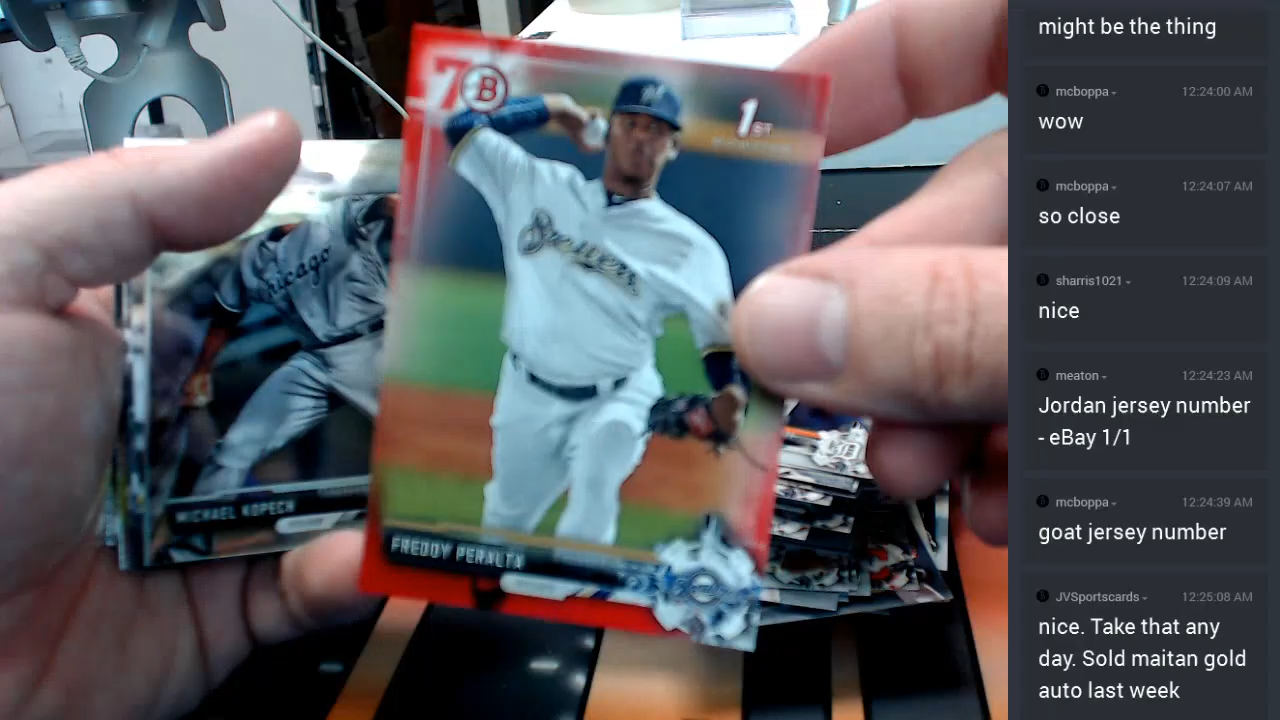 7 B
1ST
Brewers
FREDDY PERALTA
Chicago
MICHAEL KOPECH
might be the thing
mcboppa 12:24:00 AM
wow
mcboppa 12:24:07 AM
so close
sharris1021 12:24:09 AM
nice
meaton 12:24:23 AM
Jordan jersey number
- eBay 1/1
mcboppa 12:24:39 AM
goat jersey number
JVSportscards 12:25:08 AM
nice. Take that any
day. Sold maitan gold
auto last week